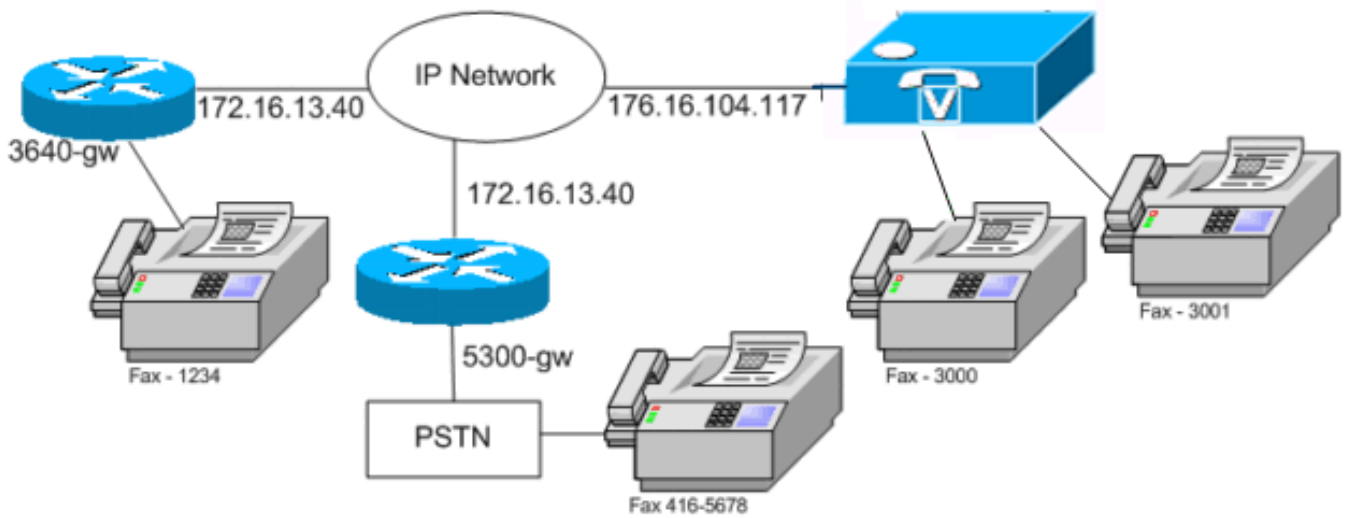 IP Network
172.16.13.40
176.16.104.117
V
3640-gw
172.16.13.40
Fax - 3001
5300-gw
Fax - 1234
Fax - 3000
PSTN
Fax 416-5678